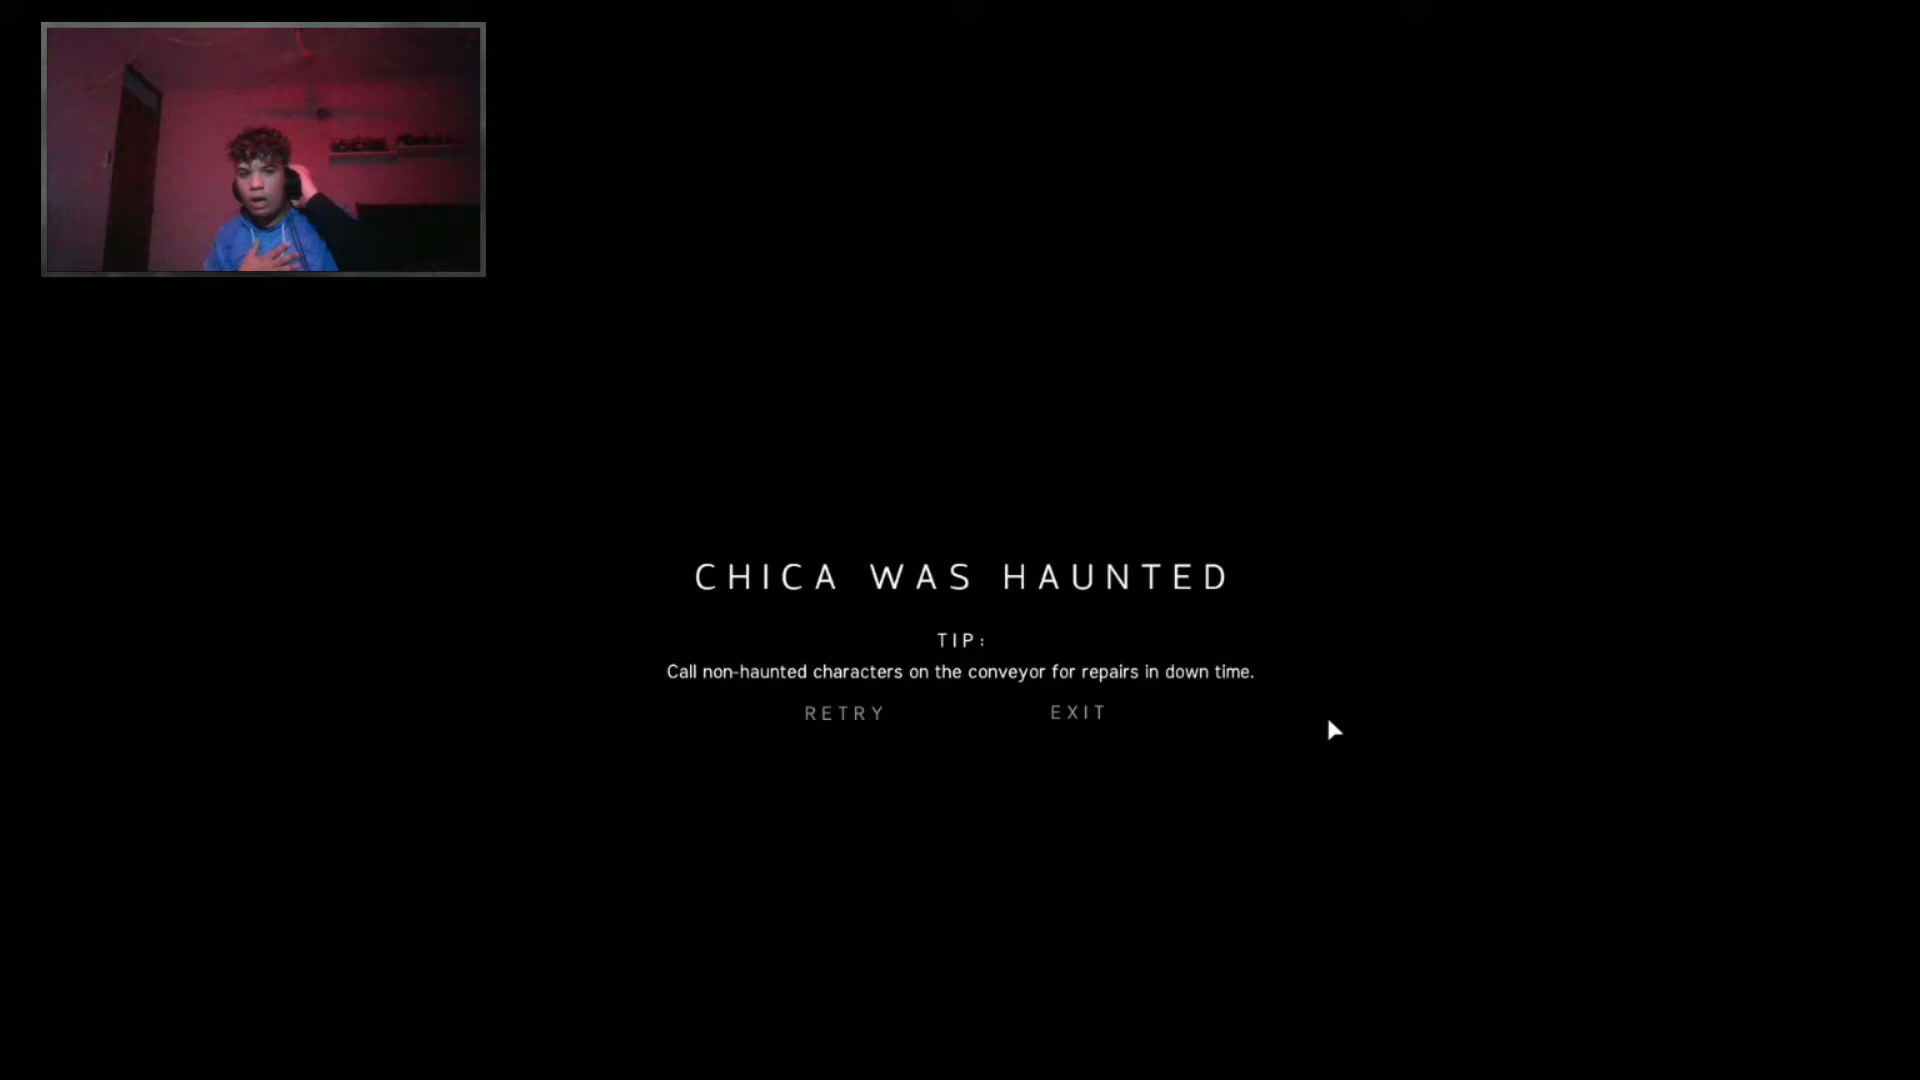 CHICA WAS HAUNTED
TIP:
Call non-haunted characters on the conveyor for repairs in down time.
RETRY EXIT